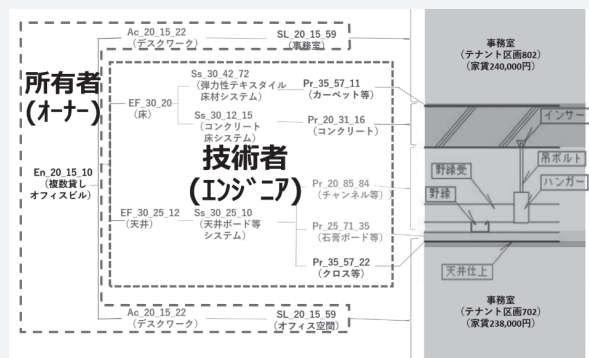 Ac_20_15_22
(デスクワーク)
SL_20_15_59
(事務室)
事務室
(テナント区画802)
(家賃240,000円)
所有者
(オーナー)
Ss_30_42_72
(弾力性テキスタイル
床材システム)
Pr_35_57_11
(カーペット等)
EF_30_20
(床)
Ss_30_12_15
(コンクリート
床システム)
Pr_20_31_16
(コンクリート)
インサー
吊ボルト
技術者
(エンジニア)
En_20_15_10
(複数貸し
オフィスビル)
Pr_20_85_84
(チャンネル等)
野縁受
野縁
ハンガー
EF_30_25_12
(天井)
Ss_30_25_10
(天井ボード等
システム)
Pr_25_71_35
(石膏ボード等)
Pr_35_57_22
(クロス等)
天井仕上
Ac_20_15_22
(デスクワーク)
SL_20_15_59
(オフィス空間)
事務室
(テナント区画702)
(家賃238,000円)